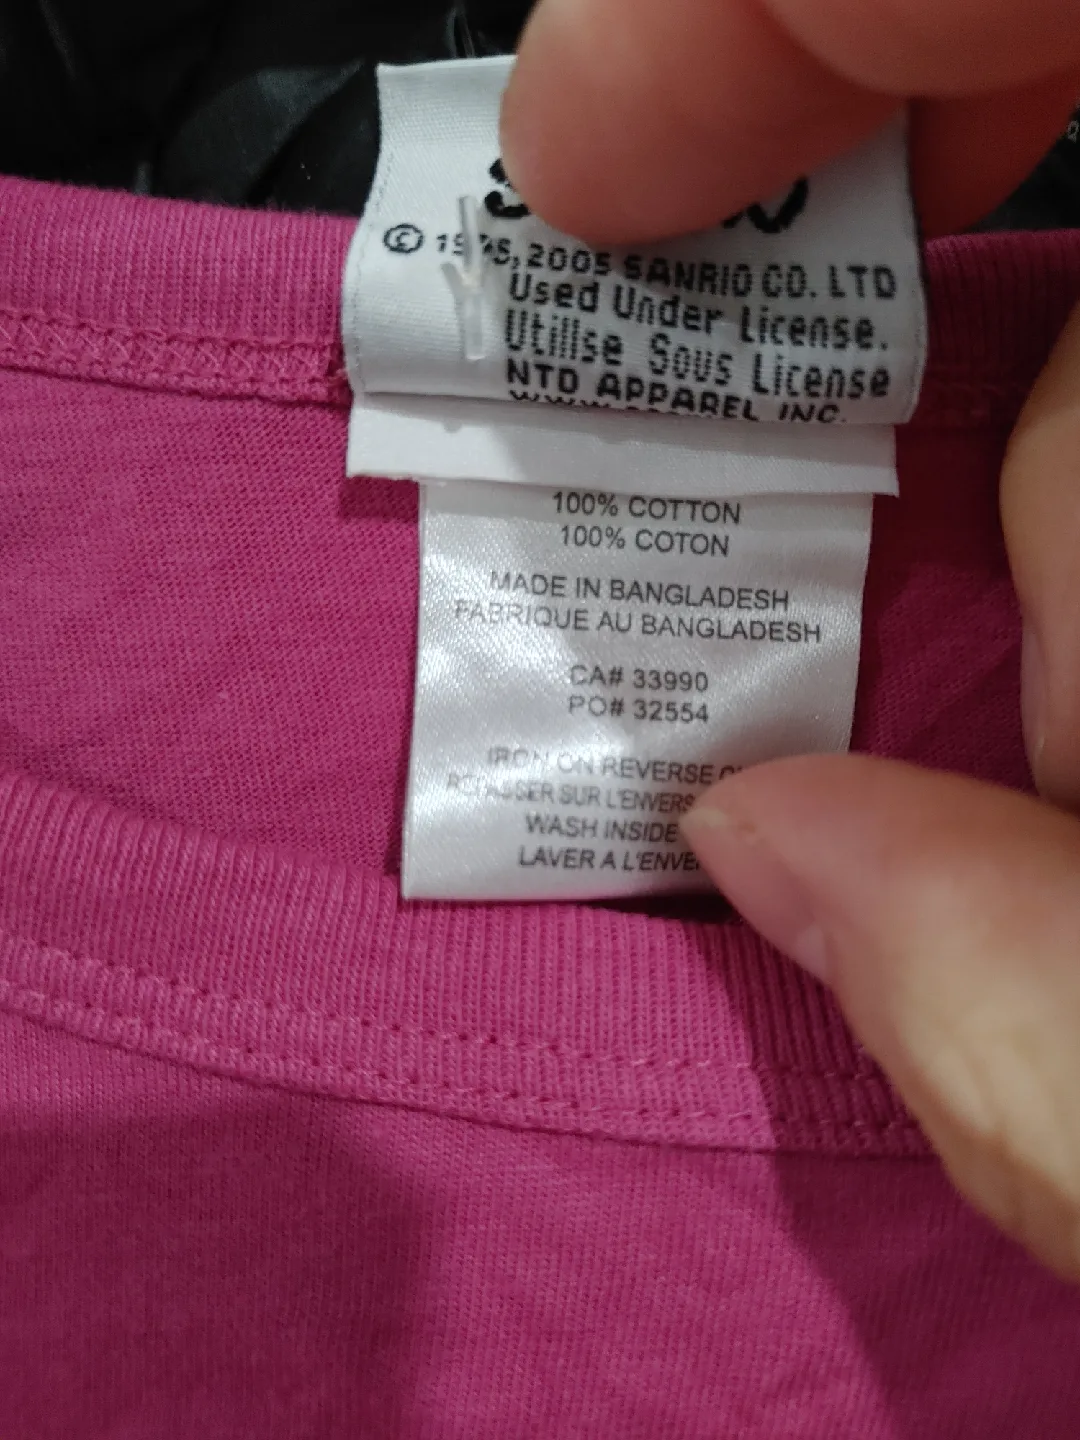 © 1976, 2005 SANRIO CO. LTD
Used Under License.
Utilise Sous License
NTD APPAREL INC.
100% COTTON
100% COTON
MADE IN BANGLADESH
FABRIQUE AU BANGLADESH
CA# 33990
PO# 32554
IRON ON REVERSE
REPASSER SUR L'ENVERS
WASH INSIDE
LAVER A L'ENVE